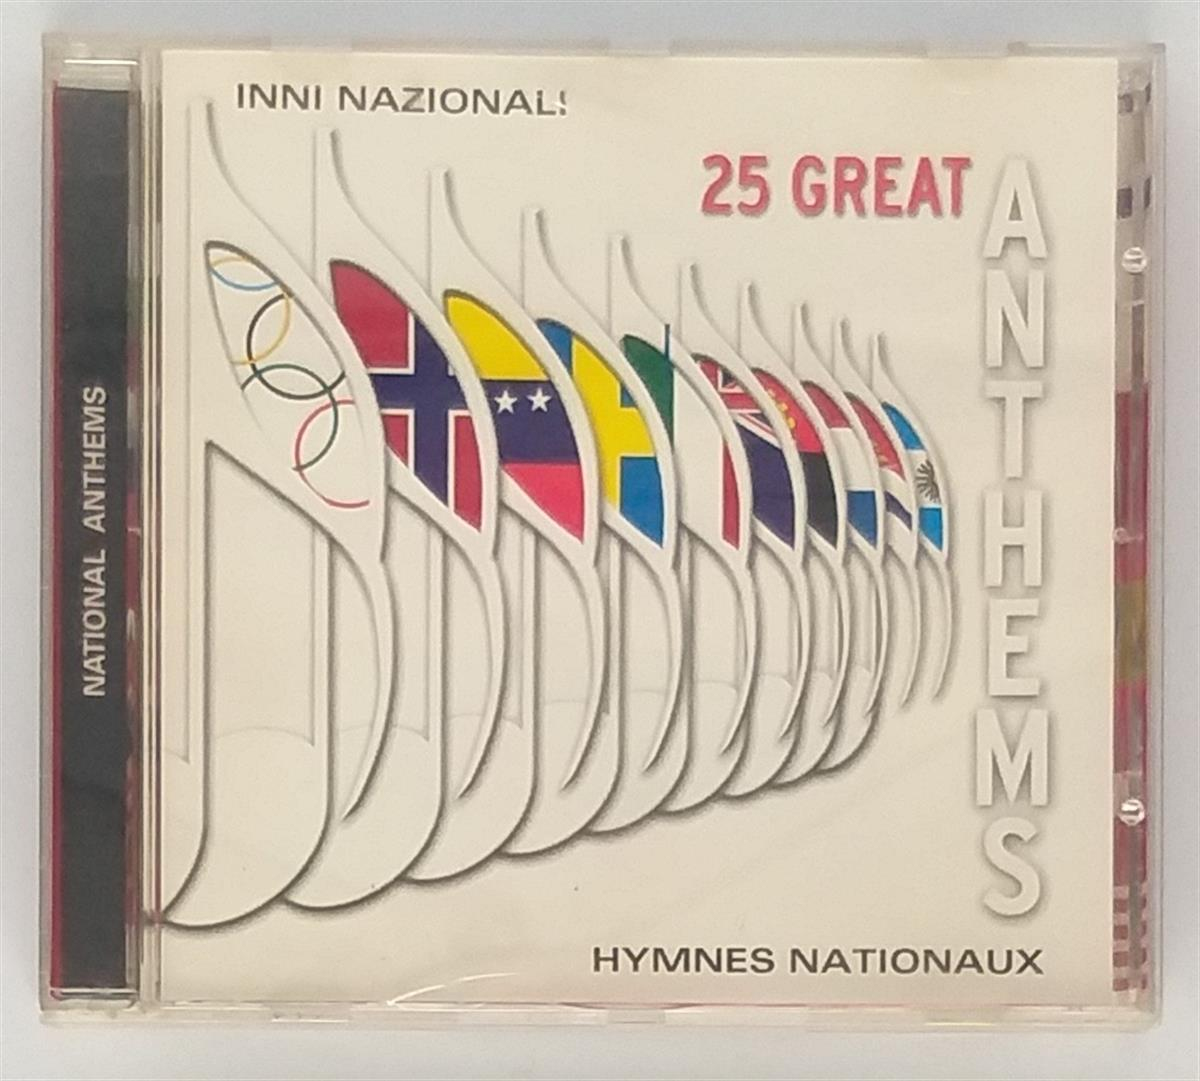 INNI NAZIONALI
25 GREAT
ANTHEMS
HYMNES NATIONAUX
NATIONAL ANTHEMS